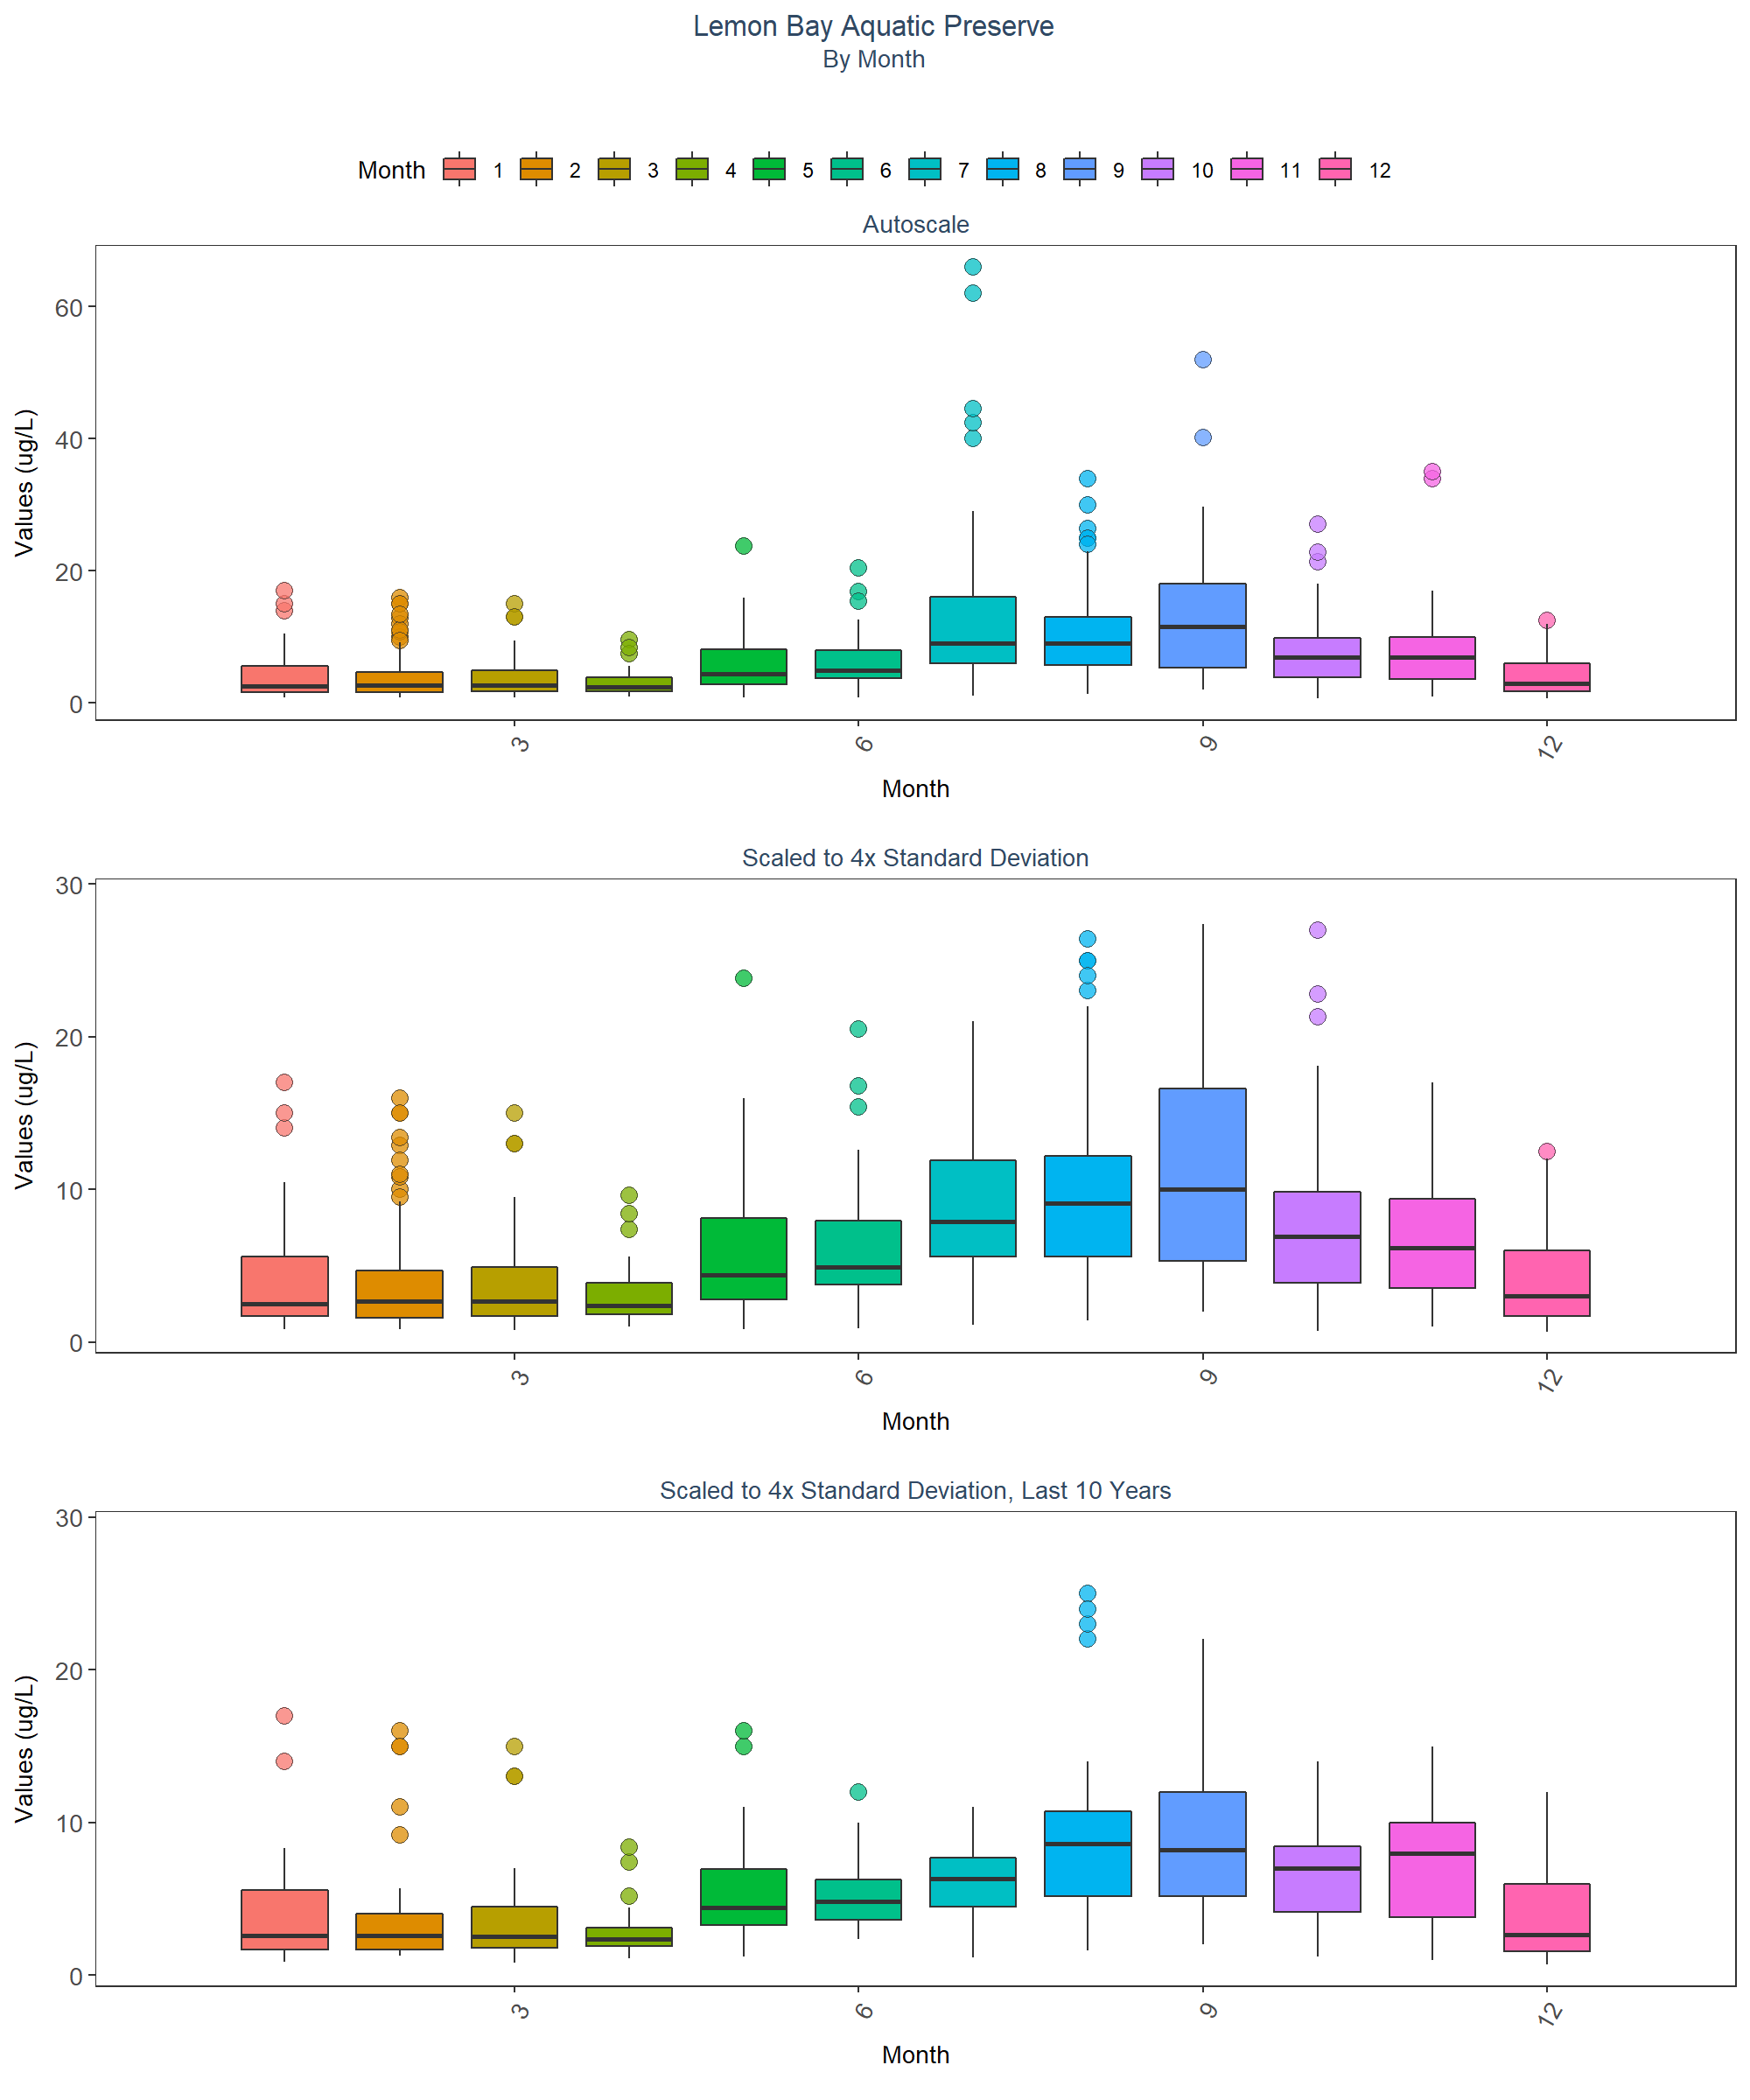 Lemon Bay Aquatic Preserve
By Month
Month 1 2 3 4 5 6 7 8 9 10 11 12
Autoscale
Values (ug/L)
60
40
20
0
3 6 9 12
Month
Scaled to 4x Standard Deviation
Values (ug/L)
30
20
10
0
3 6 9 12
Month
Scaled to 4x Standard Deviation, Last 10 Years
Values (ug/L)
30
20
10
0
3 6 9 12
Month